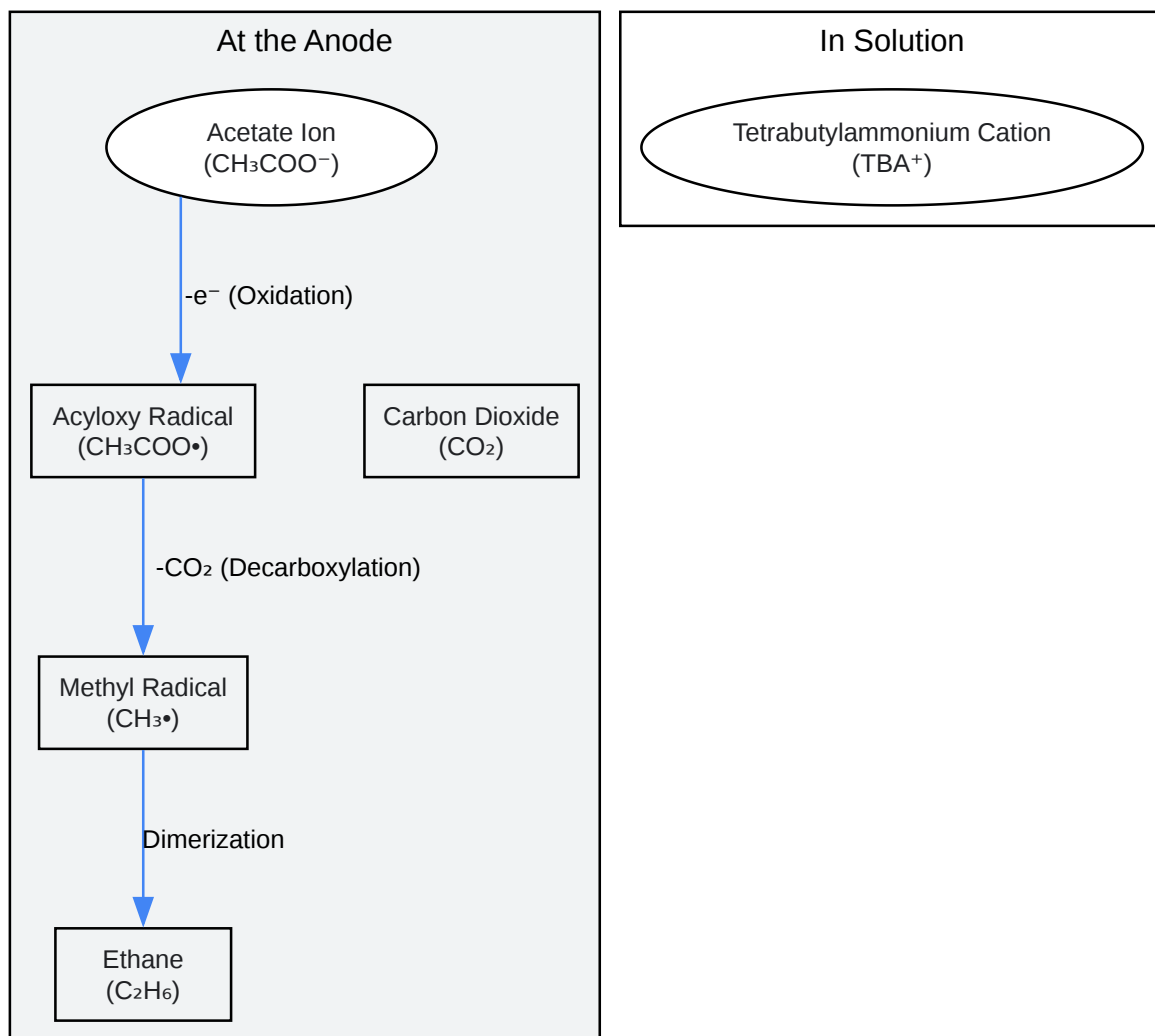 At the Anode
Acetate Ion
(CH₃COO⁻)
-e⁻ (Oxidation)
Acyloxy Radical
(CH₃COO•)
Carbon Dioxide
(CO₂)
-CO₂ (Decarboxylation)
Methyl Radical
(CH₃•)
Dimerization
Ethane
(C₂H₆)
In Solution
Tetrabutylammonium Cation
(TBA⁺)